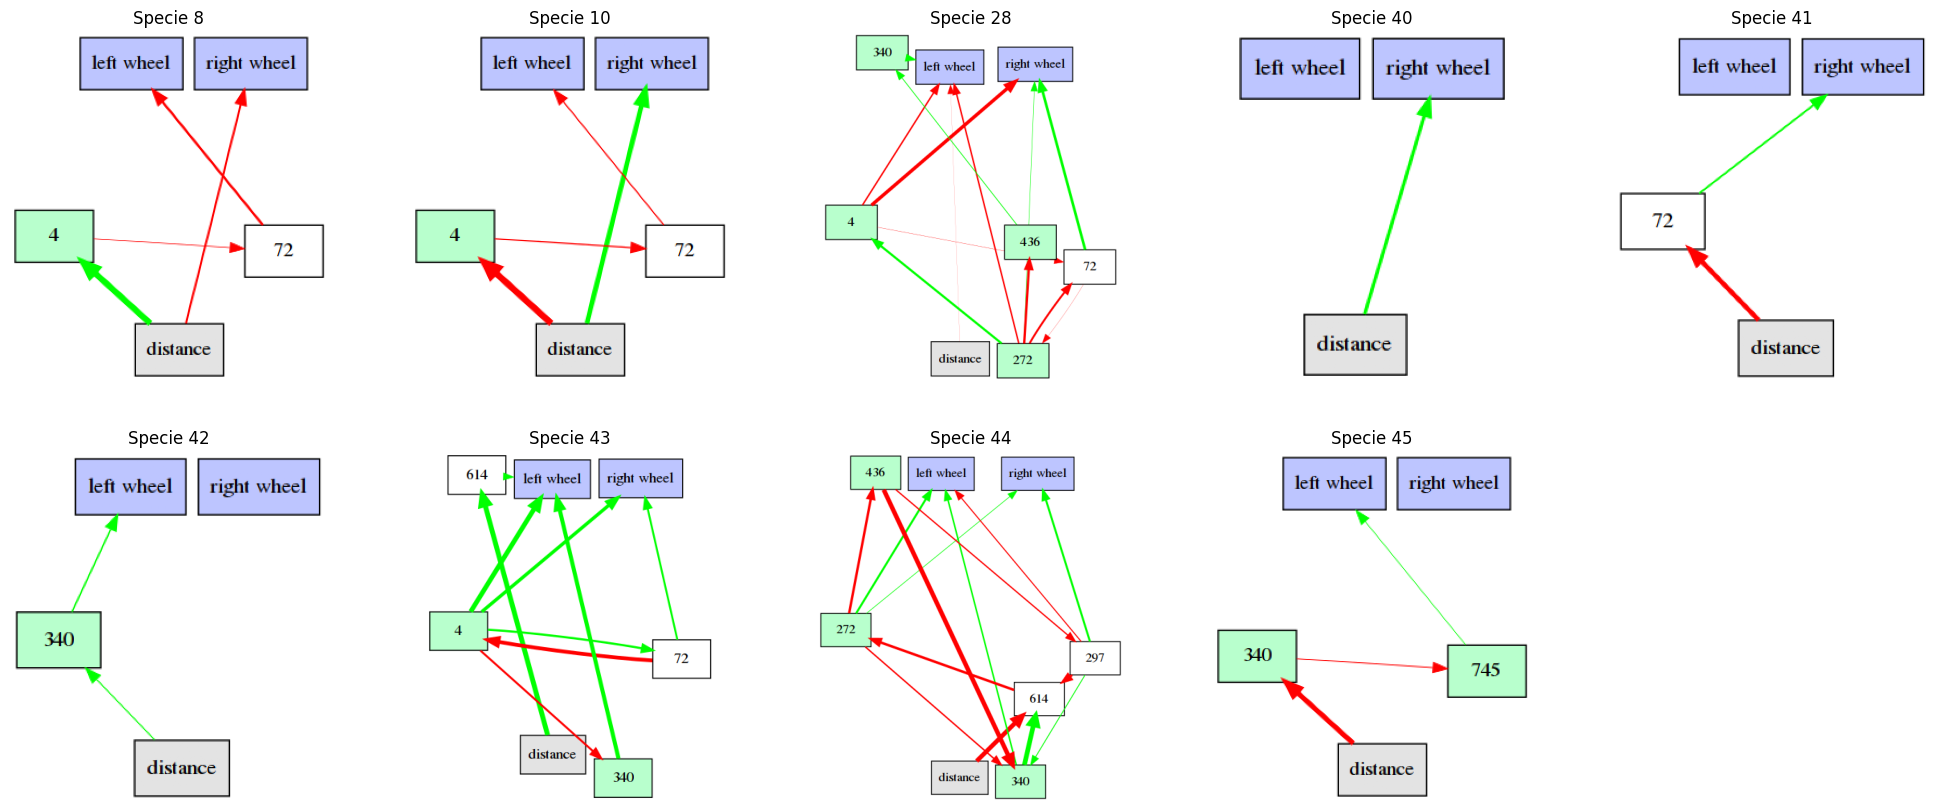 Specie 8
left wheel
right wheel
4
72
distance
Specie 10
left wheel
right wheel
4
72
distance
Specie 28
340
left wheel
right wheel
4
436
72
distance
272
Specie 40
left wheel
right wheel
distance
Specie 41
left wheel
right wheel
72
distance
Specie 42
left wheel
right wheel
340
distance
Specie 43
614
left wheel
right wheel
4
72
distance
340
Specie 44
436
left wheel
right wheel
272
297
614
distance
340
Specie 45
left wheel
right wheel
340
745
distance